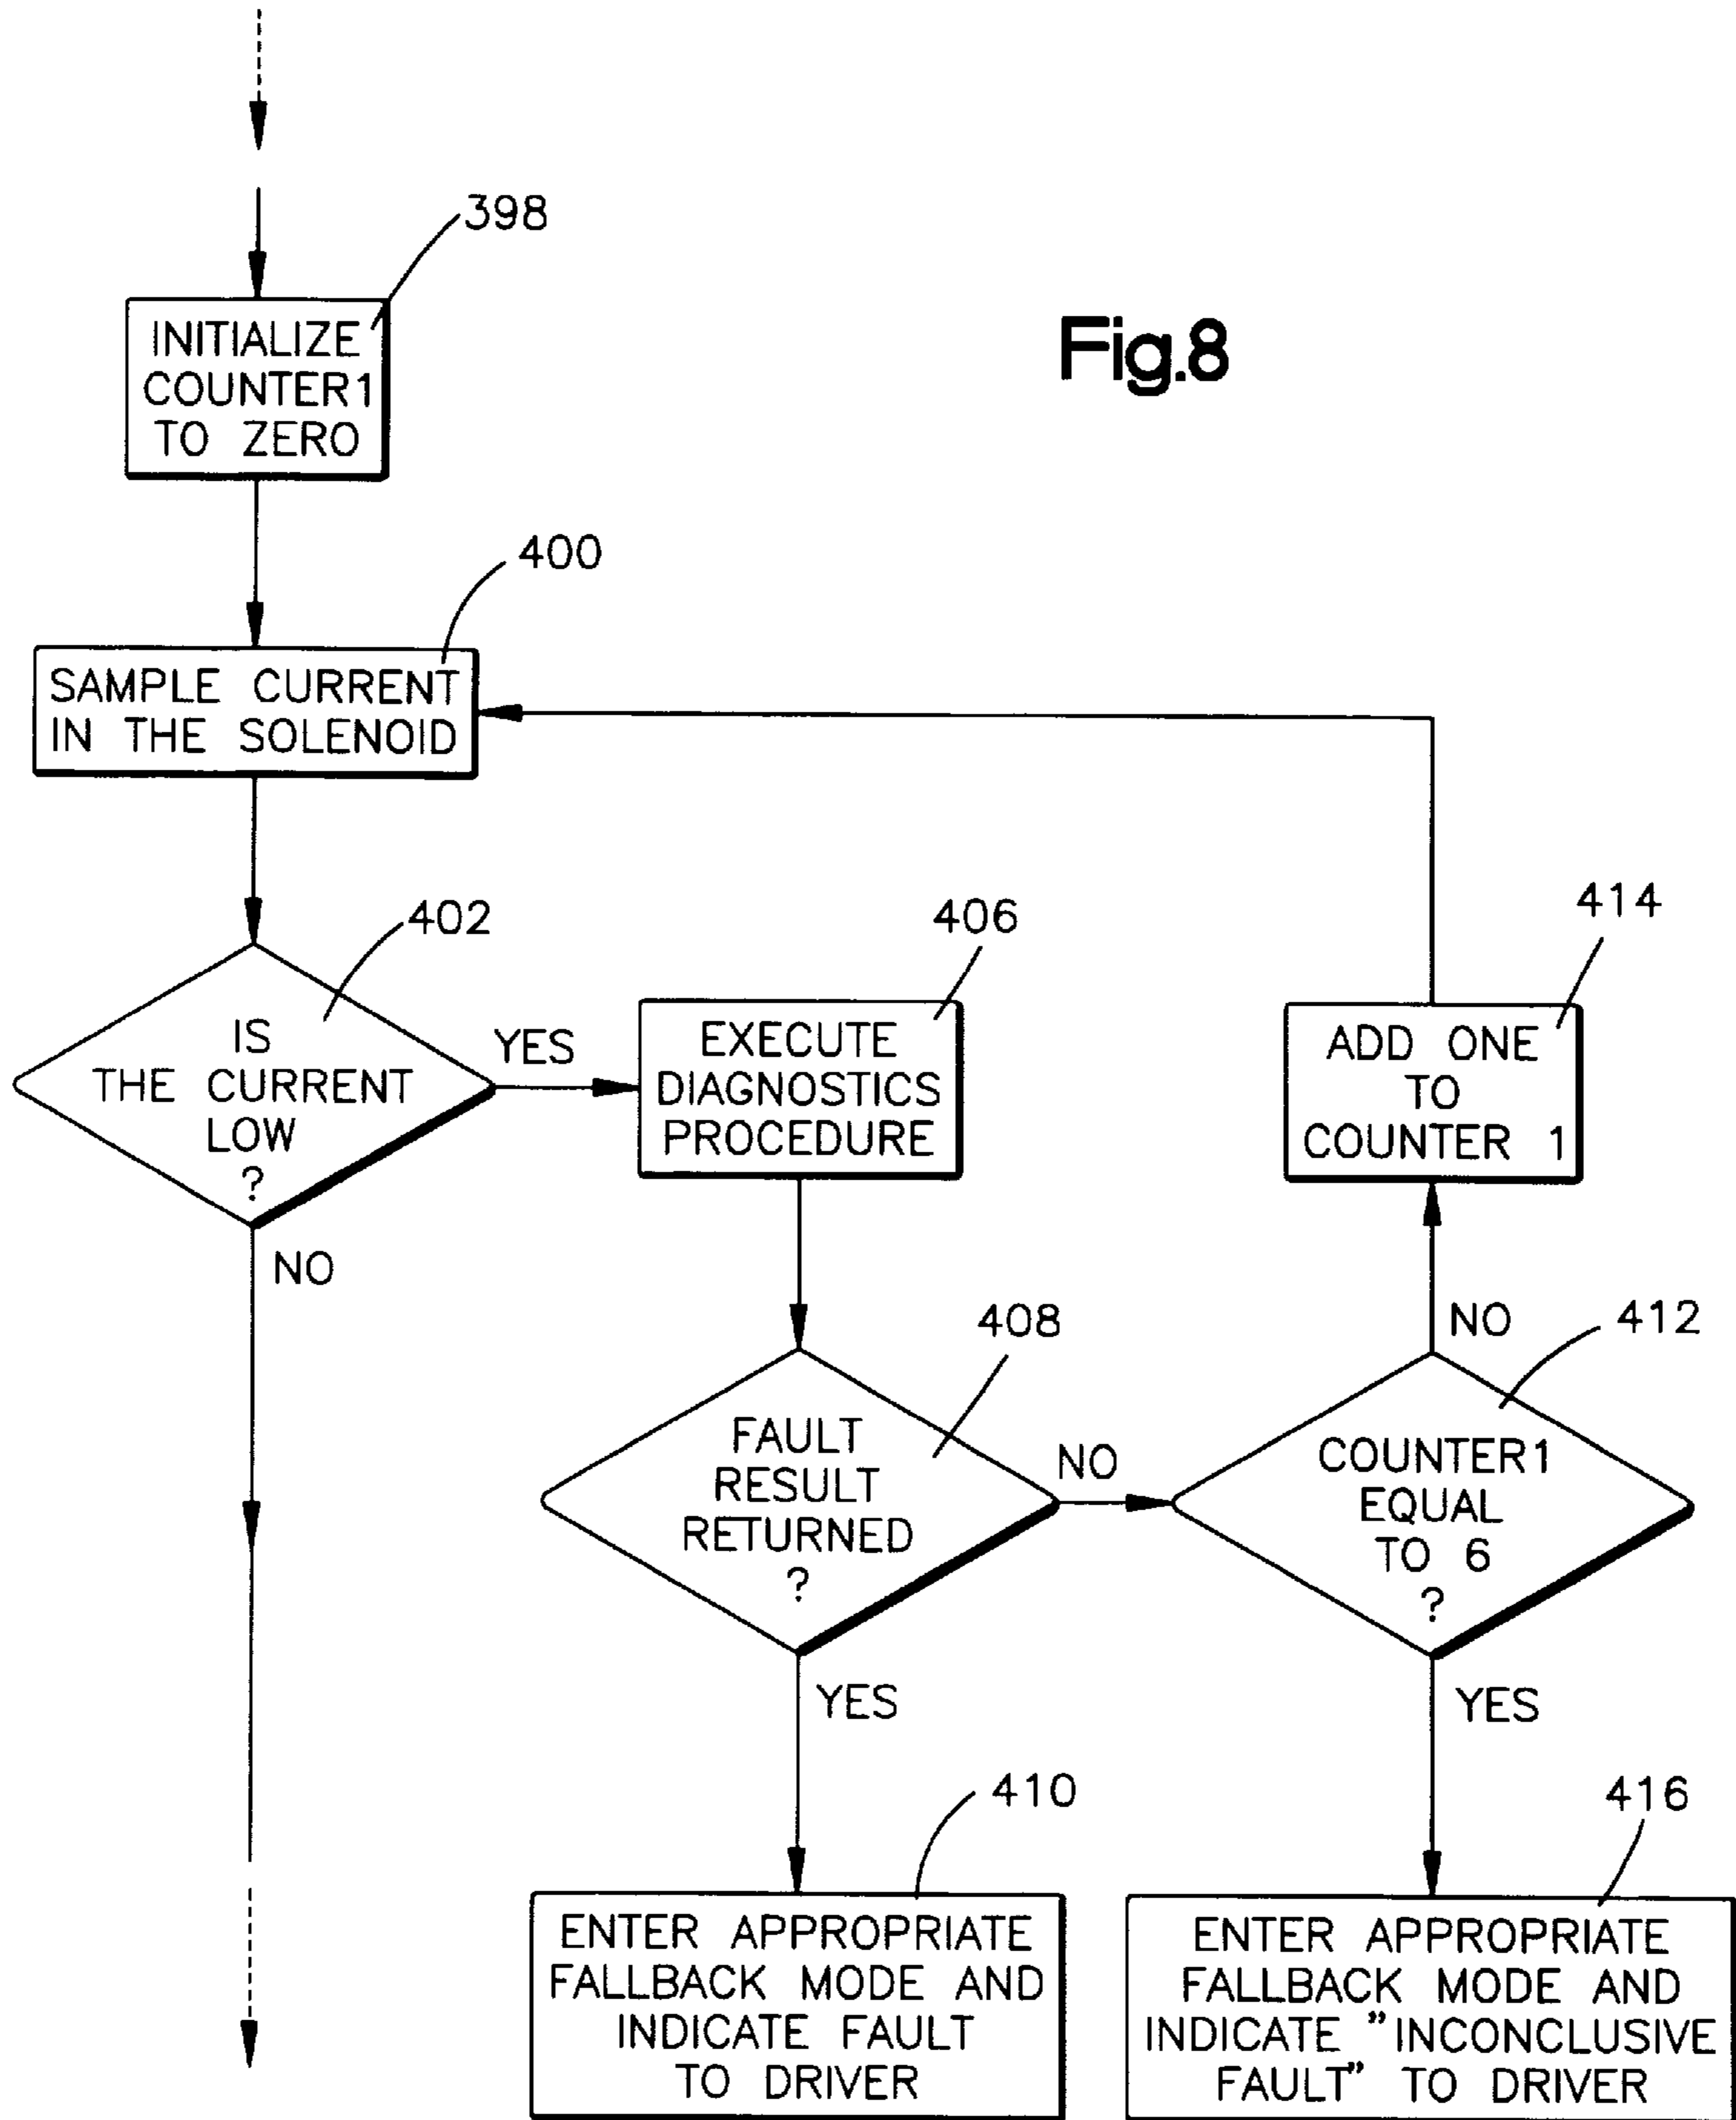 398
INITIALIZE
COUNTER1
TO ZERO
Fig.8
400
SAMPLE CURRENT
IN THE SOLENOID
402
IS
THE CURRENT
LOW
?
YES
NO
406
EXECUTE
DIAGNOSTICS
PROCEDURE
414
ADD ONE
TO
COUNTER 1
408
FAULT
RESULT
RETURNED
?
NO
YES
412
NO
COUNTER1
EQUAL
TO 6
?
YES
410
ENTER APPROPRIATE
FALLBACK MODE AND
INDICATE FAULT
TO DRIVER
416
ENTER APPROPRIATE
FALLBACK MODE AND
INDICATE "INCONCLUSIVE
FAULT" TO DRIVER